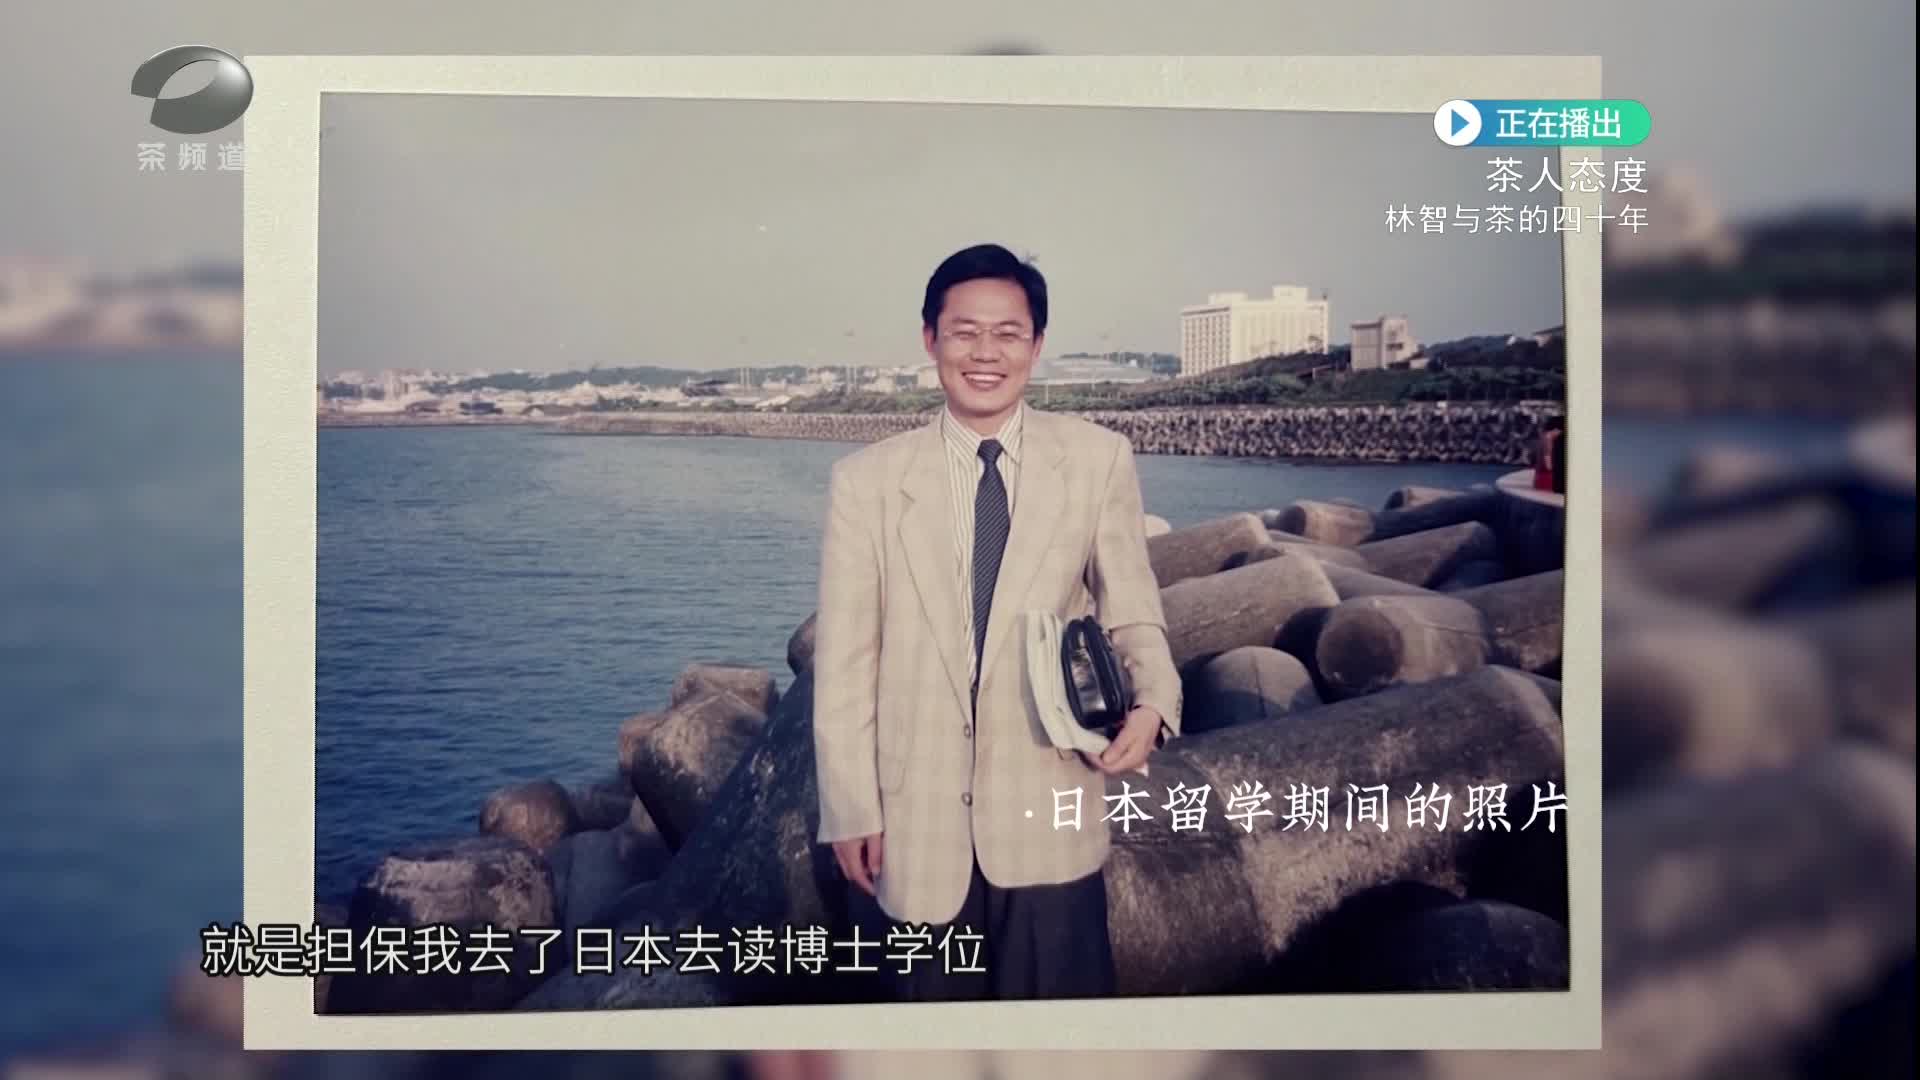 茶频道
正在播出
茶人态度
林智与茶的四十年
·日本留学期间的照片
就是担保我去了日本去读博士学位